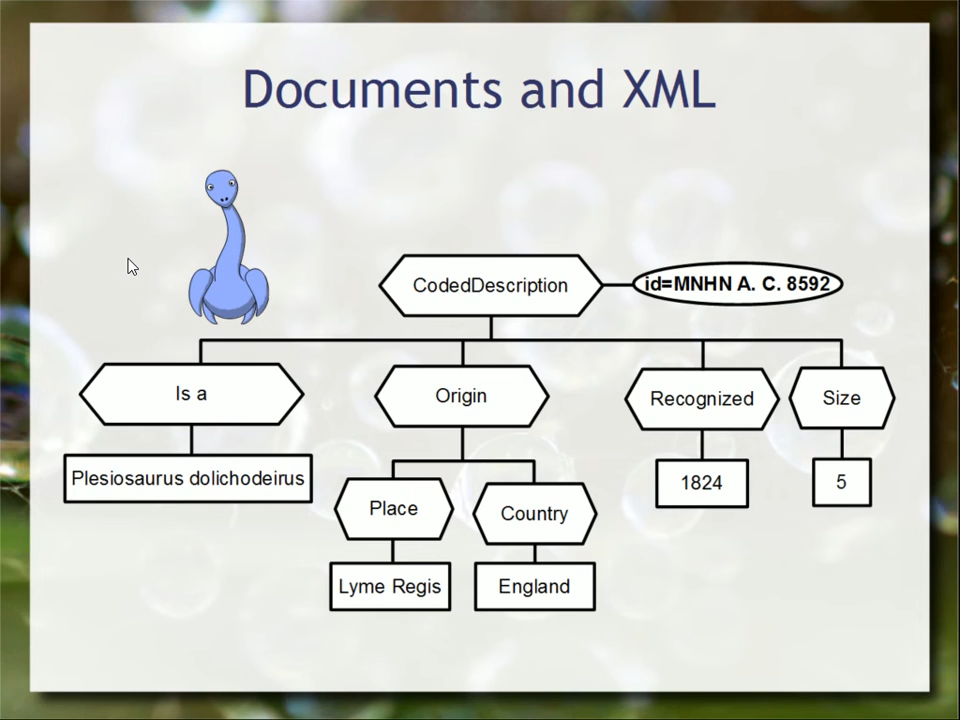 Documents and XML
CodedDescription
id=MNHN A. C. 8592
Is a
Origin
Recognized
Size
Plesiosaurus dolichodeirus
1824
5
Place
Country
Lyme Regis
England